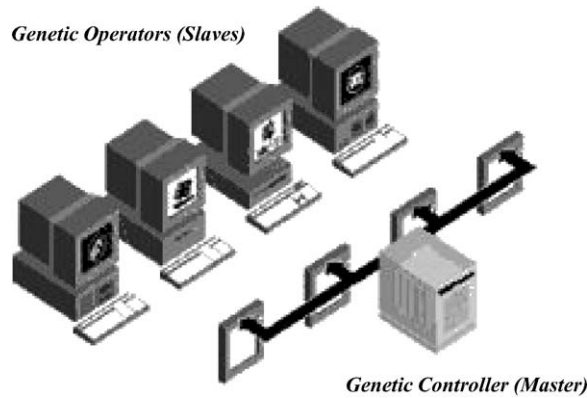 Genetic Operators (Slaves)
Genetic Controller (Master)